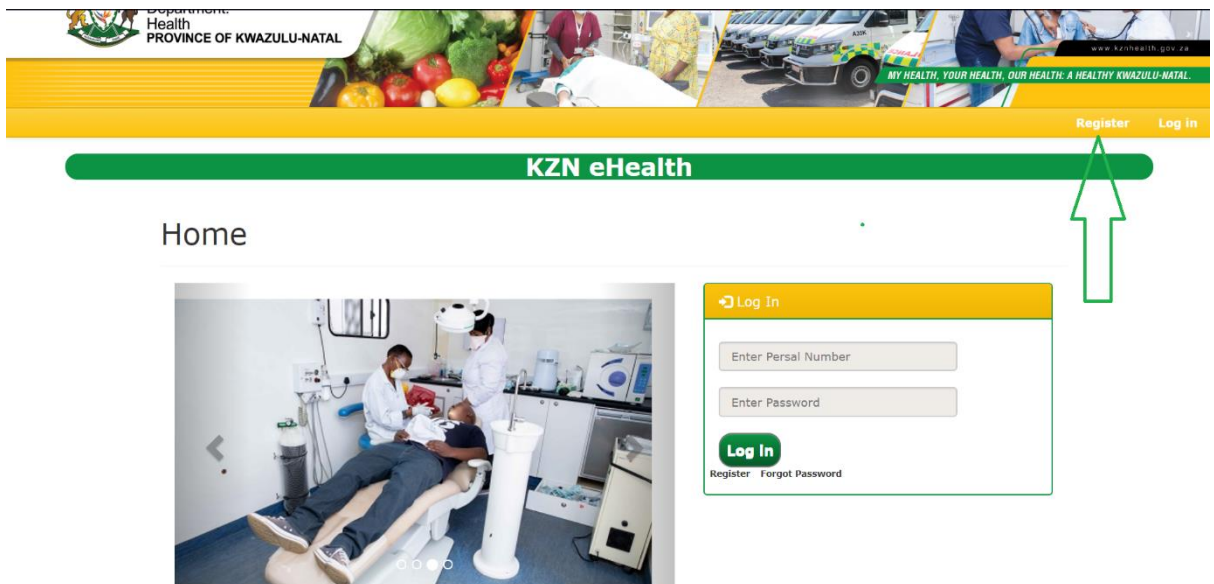 Department:
Health
PROVINCE OF KWAZULU-NATAL
www.kznhealth.gov.za
MY HEALTH, YOUR HEALTH, OUR HEALTH: A HEALTHY KWAZULU-NATAL.
Register Log in
KZN eHealth
Home
Log In
Enter Persal Number
Enter Password
Log In
Register Forgot Password